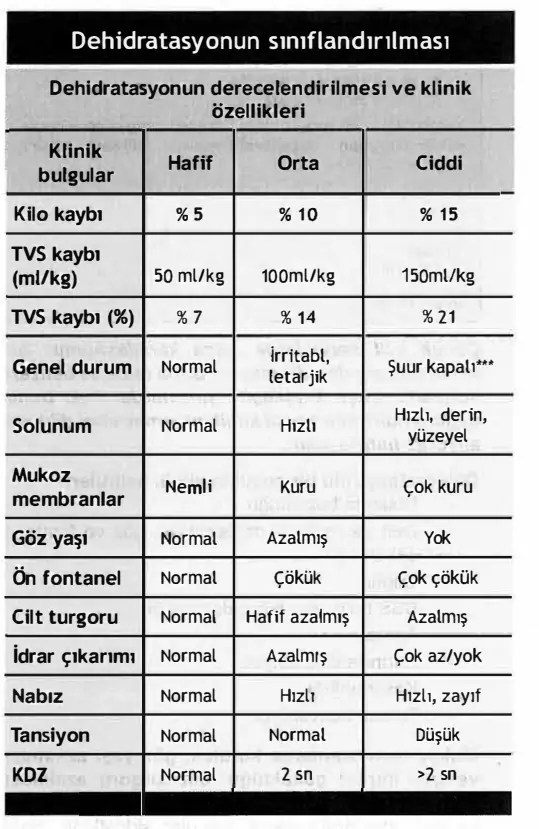 Dehidratasyonun sınıflandırılması
Dehidratasyonun derecelendirilmesi ve klinik
özellikleri
Klinik bulgular Hafif Orta Ciddi
Kilo kaybı % 5 % 10 % 15
TVS kaybı (ml/kg) 50 ml/kg 100ml/kg 150ml/kg
TVS kaybı (%) % 7 % 14 % 21
Genel durum Normal İrritabl, letarjik Şuur kapalı***
Solunum Normal Hızlı Hızlı, derin, yüzeyel
Mukoz membranlar Nemli Kuru Çok kuru
Göz yaşı Normal Azalmış Yok
Ön fontanel Normal Çökük Çok çökük
Cilt turgoru Normal Hafif azalmış Azalmış
İdrar çıkarımı Normal Azalmış Çok az/yok
Nabız Normal Hızlı Hızlı, zayıf
Tansiyon Normal Normal Düşük
KDZ Normal 2 sn >2 sn